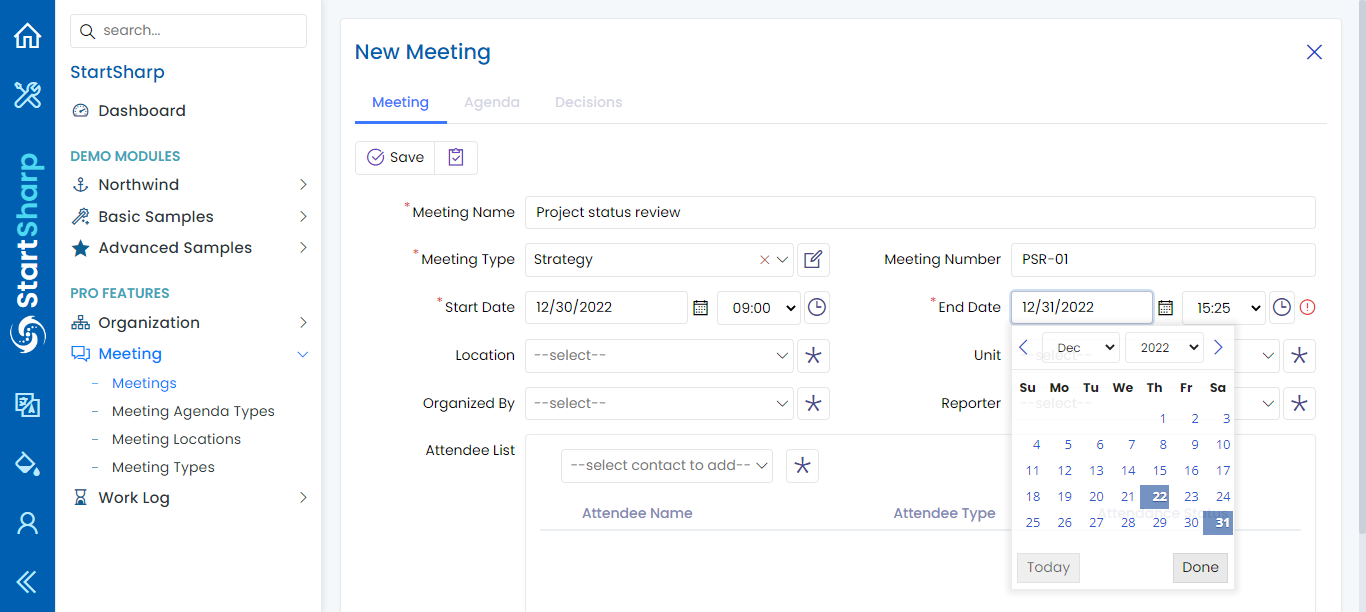 search...
StartSharp
Dashboard
DEMO MODULES
Northwind
Basic Samples
Advanced Samples
PRO FEATURES
Organization
Meeting
– Meetings
– Meeting Agenda Types
– Meeting Locations
– Meeting Types
Work Log
StartSharp
New Meeting
Meeting Agenda Decisions
Save
*Meeting Name Project status review
*Meeting Type Strategy Meeting Number PSR-01
*Start Date 12/30/2022 09:00 *End Date 12/31/2022 15:25
Location --select-- Unit --select--
Organized By --select-- Reporter --select--
Attendee List
--select contact to add--
Attendee Name Attendee Type Attendance Status
Dec 2022
Su Mo Tu We Th Fr Sa
1 2 3
4 5 6 7 8 9 10
11 12 13 14 15 16 17
18 19 20 21 22 23 24
25 26 27 28 29 30 31
Today Done